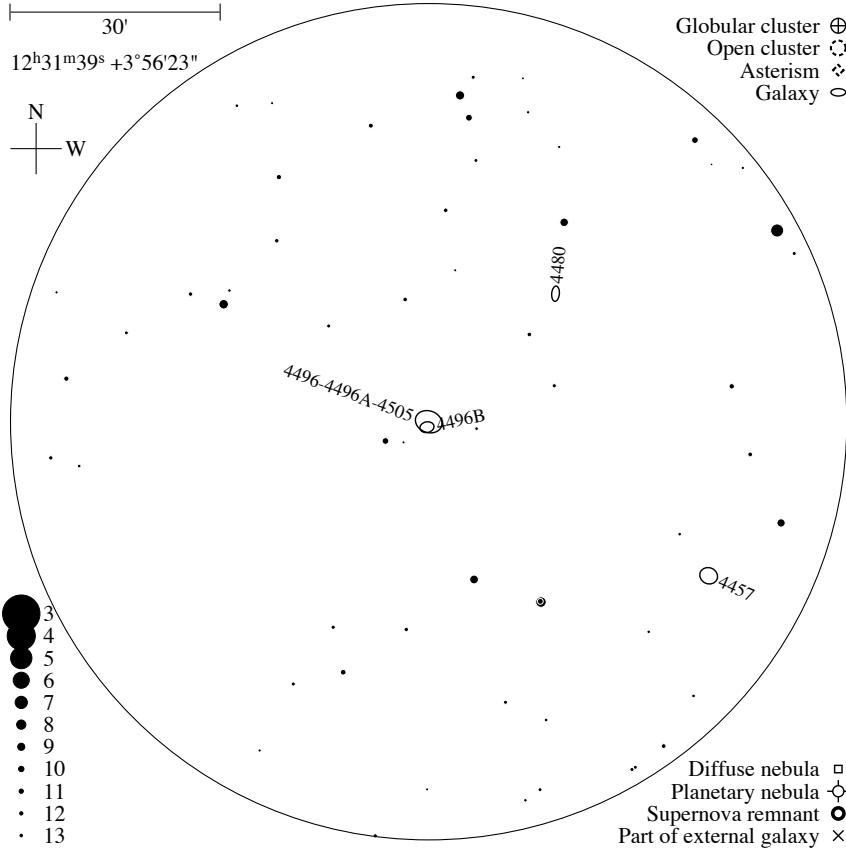 30'
12h31m39s +3°56'23"
N
W
Globular cluster
Open cluster
Asterism
Galaxy
4480
4496-4496A-4505
4496B
4457
3
4
5
6
7
8
9
10
11
12
13
Diffuse nebula
Planetary nebula
Supernova remnant
Part of external galaxy